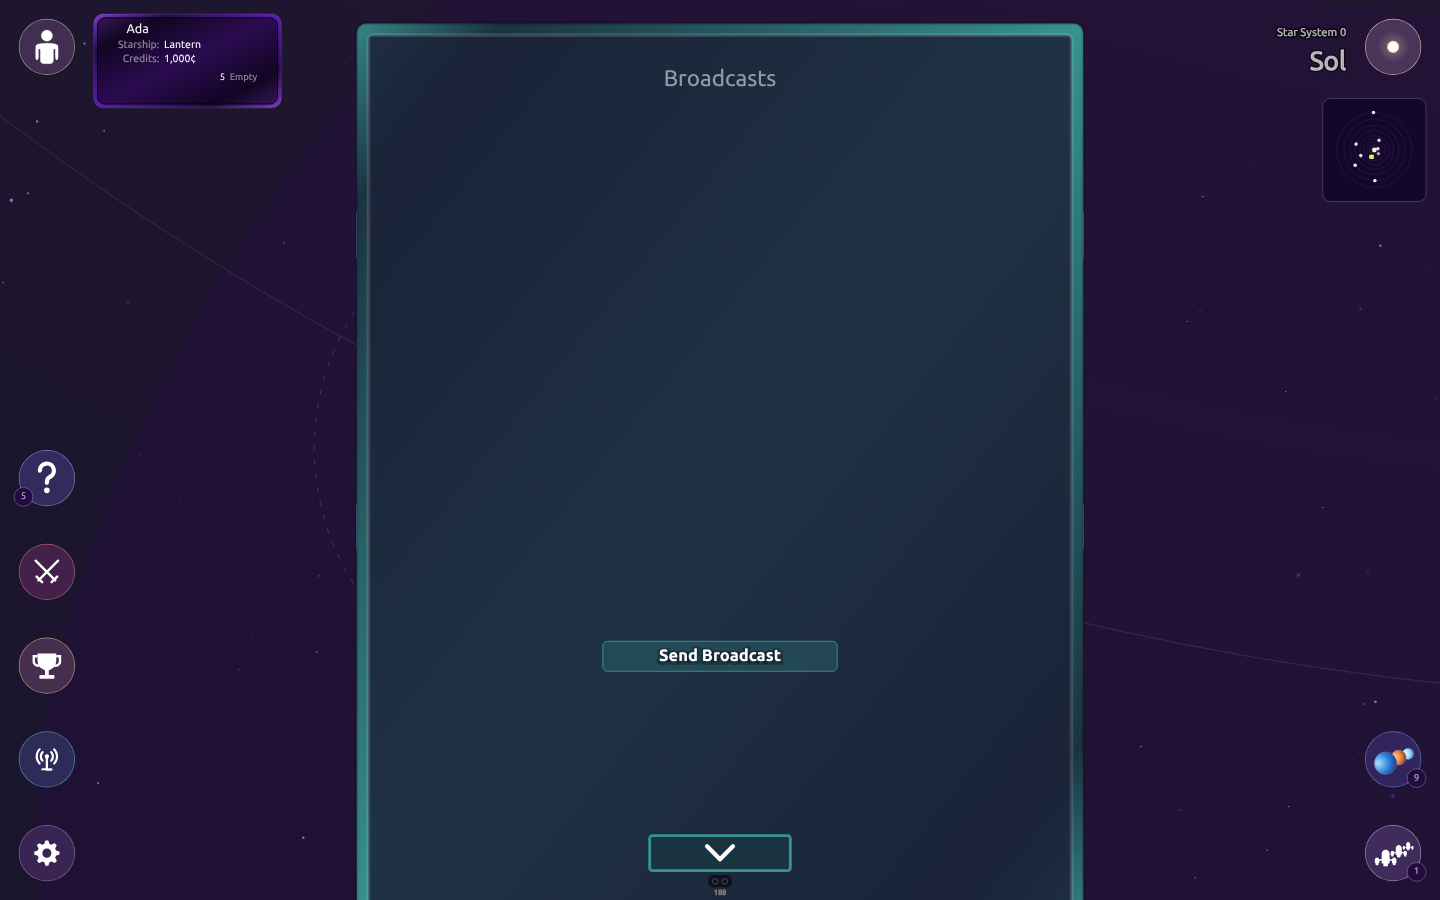 Ada
Starship: Lantern
Credits: 1,000¢
5 Empty
Broadcasts
Star System 0
Sol
5
Send Broadcast
9
1
188